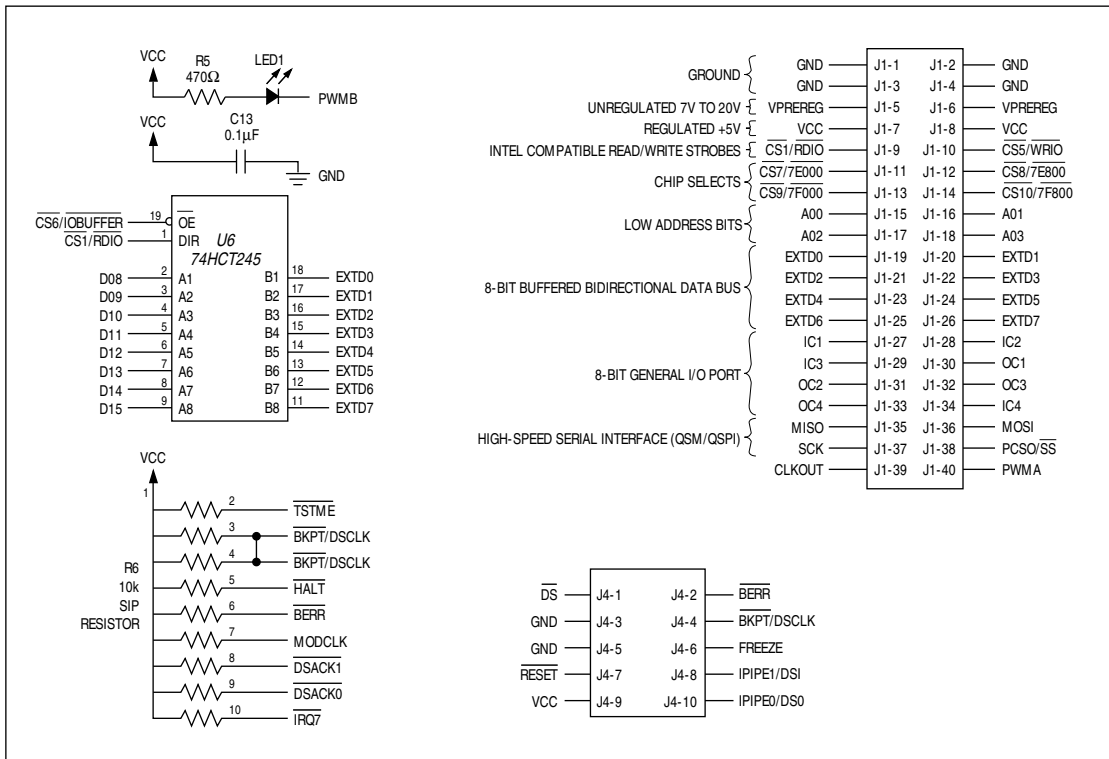 VCC
R5
470Ω
LED1
PWMB
VCC
C13
0.1μF
GND
CS6/IOBUFFER 19 OE
CS1/RDIO 1 DIR
U6
74HCT245
D08 2 A1 B1 18 EXTD0
D09 3 A2 B2 17 EXTD1
D10 4 A3 B3 16 EXTD2
D11 5 A4 B4 15 EXTD3
D12 6 A5 B5 14 EXTD4
D13 7 A6 B6 13 EXTD5
D14 8 A7 B7 12 EXTD6
D15 9 A8 B8 11 EXTD7
VCC
1
R6
10k
SIP
RESISTOR
2 TSTME
3 BKPT/DSCLK
4 BKPT/DSCLK
5 HALT
6 BERR
7 MODCLK
8 DSACK1
9 DSACK0
10 IRQ7
GROUND
UNREGULATED 7V TO 20V
REGULATED +5V
INTEL COMPATIBLE READ/WRITE STROBES
CHIP SELECTS
LOW ADDRESS BITS
8-BIT BUFFERED BIDIRECTIONAL DATA BUS
8-BIT GENERAL I/O PORT
HIGH-SPEED SERIAL INTERFACE (QSM/QSPI)
GND J1-1 J1-2 GND
GND J1-3 J1-4 GND
VPREREG J1-5 J1-6 VPREREG
VCC J1-7 J1-8 VCC
CS1/RDIO J1-9 J1-10 CS5/WRIO
CS7/7E000 J1-11 J1-12 CS8/7E800
CS9/7F000 J1-13 J1-14 CS10/7F800
A00 J1-15 J1-16 A01
A02 J1-17 J1-18 A03
EXTD0 J1-19 J1-20 EXTD1
EXTD2 J1-21 J1-22 EXTD3
EXTD4 J1-23 J1-24 EXTD5
EXTD6 J1-25 J1-26 EXTD7
IC1 J1-27 J1-28 IC2
IC3 J1-29 J1-30 OC1
OC2 J1-31 J1-32 OC3
OC4 J1-33 J1-34 IC4
MISO J1-35 J1-36 MOSI
SCK J1-37 J1-38 PCSO/SS
CLKOUT J1-39 J1-40 PWMA
DS J4-1 J4-2 BERR
GND J4-3 J4-4 BKPT/DSCLK
GND J4-5 J4-6 FREEZE
RESET J4-7 J4-8 IPIPE1/DSI
VCC J4-9 J4-10 IPIPE0/DS0